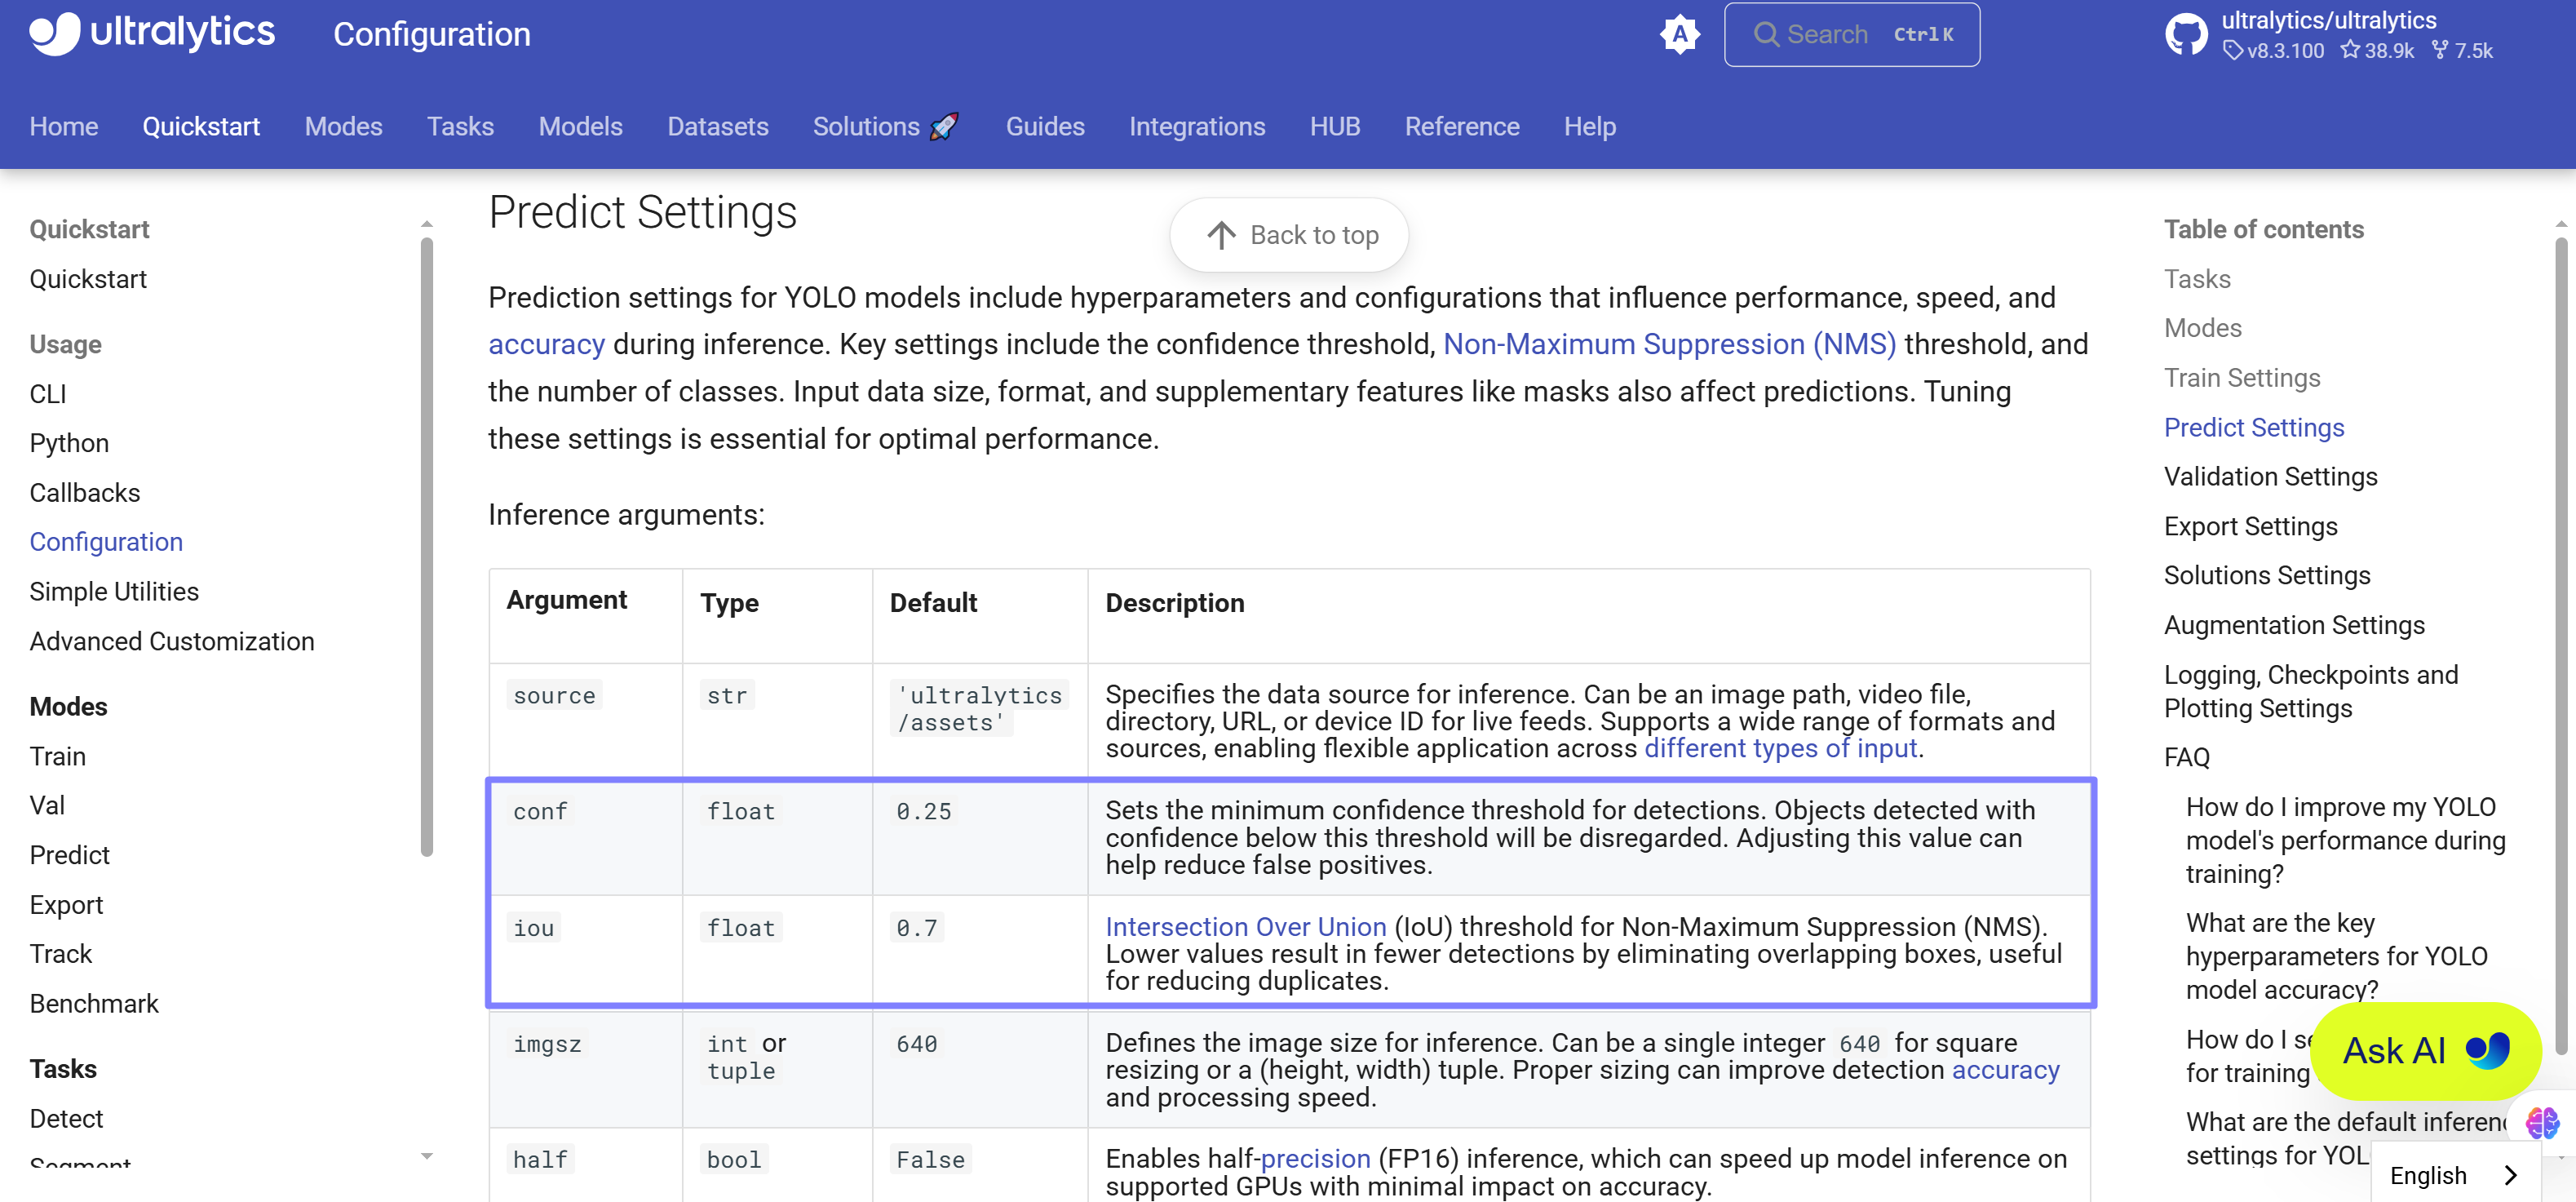 ultralytics
Configuration
A
Search Ctrl K
ultralytics/ultralytics
v8.3.100 38.9k 7.5k
Home Quickstart Modes Tasks Models Datasets Solutions 🚀 Guides Integrations HUB Reference Help
Quickstart
Quickstart
Usage
CLI
Python
Callbacks
Configuration
Simple Utilities
Advanced Customization
Modes
Train
Val
Predict
Export
Track
Benchmark
Tasks
Detect
Segment
Predict Settings
Back to top
Prediction settings for YOLO models include hyperparameters and configurations that influence performance, speed, and
accuracy during inference. Key settings include the confidence threshold, Non-Maximum Suppression (NMS) threshold, and
the number of classes. Input data size, format, and supplementary features like masks also affect predictions. Tuning
these settings is essential for optimal performance.
Inference arguments:
Argument Type Default Description
source str 'ultralytics
/assets'
Specifies the data source for inference. Can be an image path, video file,
directory, URL, or device ID for live feeds. Supports a wide range of formats and
sources, enabling flexible application across different types of input.
conf float 0.25
Sets the minimum confidence threshold for detections. Objects detected with
confidence below this threshold will be disregarded. Adjusting this value can
help reduce false positives.
iou float 0.7
Intersection Over Union (IoU) threshold for Non-Maximum Suppression (NMS).
Lower values result in fewer detections by eliminating overlapping boxes, useful
for reducing duplicates.
imgsz int or
tuple
640
Defines the image size for inference. Can be a single integer 640 for square
resizing or a (height, width) tuple. Proper sizing can improve detection accuracy
and processing speed.
half bool False
Enables half-precision (FP16) inference, which can speed up model inference on
supported GPUs with minimal impact on accuracy.
Table of contents
Tasks
Modes
Train Settings
Predict Settings
Validation Settings
Export Settings
Solutions Settings
Augmentation Settings
Logging, Checkpoints and
Plotting Settings
FAQ
How do I improve my YOLO
model's performance during
training?
What are the key
hyperparameters for YOLO
model accuracy?
How do I
for training
What are the default
settings for
Ask AI
English